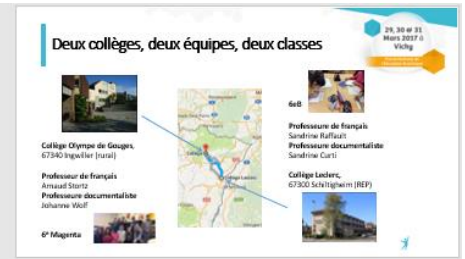 Deux collèges, deux équipes, deux classes
29, 30 et 31
Mars 2017 à
Vichy
Collège Olympe de Gouges,
67340 Ingwiller (rural)
Professeur de français
Arnaud Stortz
Professeure documentaliste
Johanne Wolf
6e Magenta
6eB
Professeure de français
Sandrine Raffault
Professeure documentaliste
Sandrine Curti
Collège Leclerc,
67300 Schiltigheim (REP)